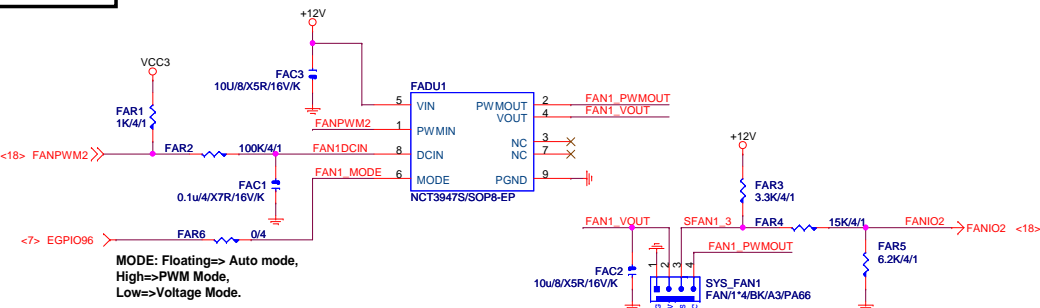 +12V
VCC3
FAC3
10U/8/X5R/16V/K
FADU1
FAR1
1K/4/1
5 VIN PWMOUT 2 FAN1_PWMOUT
VOUT 4 FAN1_VOUT
FANPWM2 1 PWMIN
NC 3
+12V
<18> FANPWM2 FAR2 100K/4/1 FAN1DCIN 8 DCIN NC 7
FAN1_MODE 6 MODE PGND 9
FAC1
0.1u/4/X7R/16V/K
NCT3947S/SOP8-EP
FAR3
3.3K/4/1
FAN1_VOUT SFAN1_3 FAR4 15K/4/1 FANIO2 FANIO2 <18>
<7> EGPIO96 FAR6 0/4
FAN1_PWMOUT
FAR5
6.2K/4/1
MODE: Floating=> Auto mode,
High=>PWM Mode,
Low=>Voltage Mode.
1 2 3 4
FAC2
10u/8/X5R/16V/K
SYS_FAN1
FAN/1*4/BK/A3/PA66